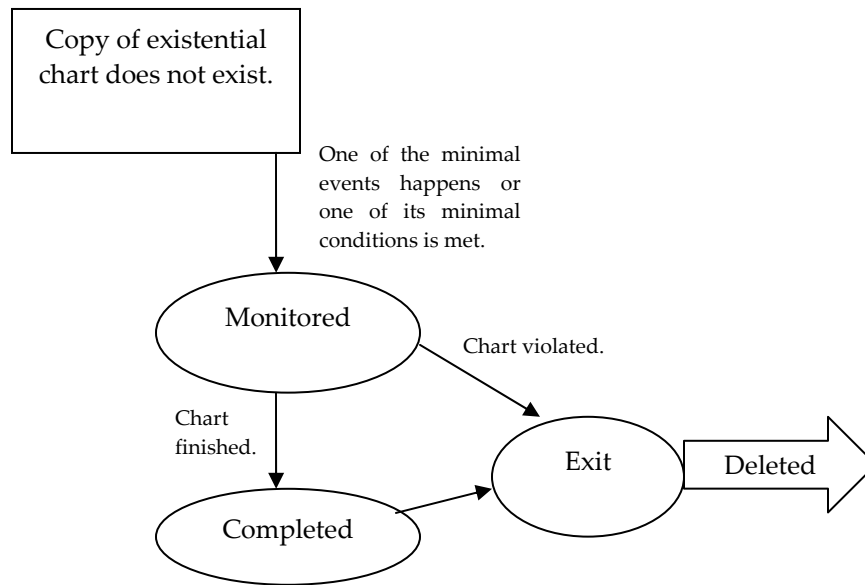 Copy of existential
chart does not exist.
One of the minimal
events happens or
one of its minimal
conditions is met.
Monitored
Chart violated.
Chart
finished.
Exit
Deleted
Completed